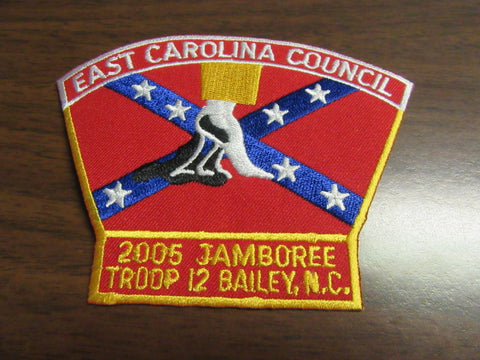 EAST CAROLINA COUNCIL
2005 JAMBOREE
TROOP 12 BAILEY, N.C.